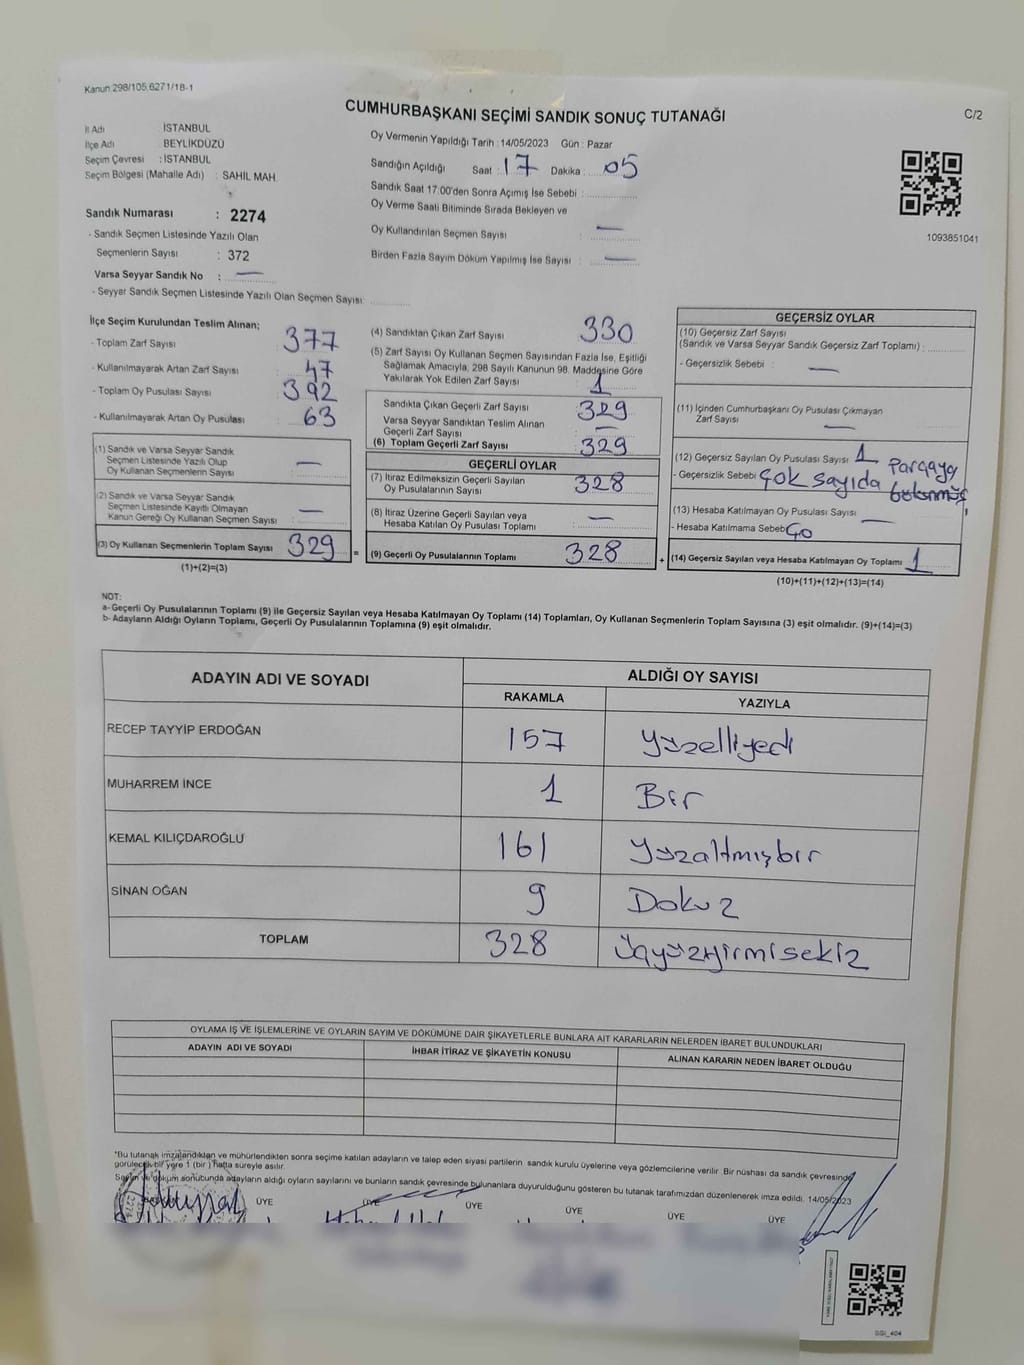 Kanun 298/105,6271/18-1
CUMHURBAŞKANI SEÇİMİ SANDIK SONUÇ TUTANAĞI
C/2
İl Adı : İSTANBUL
İlçe Adı : BEYLİKDÜZÜ
Seçim Çevresi : İSTANBUL
Seçim Bölgesi (Mahalle Adı) : SAHİL MAH.
Sandık Numarası : 2274
- Sandık Seçmen Listesinde Yazılı Olan
Seçmenlerin Sayısı : 372
Varsa Seyyar Sandık No : —
- Seyyar Sandık Seçmen Listesinde Yazılı Olan Seçmen Sayısı:
Oy Vermenin Yapıldığı Tarih : 14/05/2023 Gün : Pazar
Sandığın Açıldığı Saat : 17 Dakika : 05
Sandık Saat 17.00'den Sonra Açımış İse Sebebi :
Oy Verme Saati Bitiminde Sırada Bekleyen ve
Oy Kullandırılan Seçmen Sayısı : —
Birden Fazla Sayım Döküm Yapılmış İse Sayısı : —
1093851041
İlçe Seçim Kurulundan Teslim Alınan;
- Toplam Zarf Sayısı 377
- Kullanılmayarak Artan Zarf Sayısı 47
- Toplam Oy Pusulası Sayısı 392
- Kullanılmayarak Artan Oy Pusulası 63
(1) Sandık ve Varsa Seyyar Sandık
Seçmen Listesinde Yazılı Olup
Oy Kullanan Seçmenlerin Sayısı : —
(2) Sandık ve Varsa Seyyar Sandık
Seçmen Listesinde Kayıtlı Olmayan
Kanun Gereği Oy Kullanan Seçmen Sayısı : —
(3) Oy Kullanan Seçmenlerin Toplam Sayısı 329
(1)+(2)=(3)
(4) Sandıktan Çıkan Zarf Sayısı 330
(5) Zarf Sayısı Oy Kullanan Seçmen Sayısından Fazla İse, Eşitliği
Sağlamak Amacıyla, 298 Sayılı Kanunun 98. Maddesine Göre
Yakılarak Yok Edilen Zarf Sayısı : 1
Sandıkta Çıkan Geçerli Zarf Sayısı 329
Varsa Seyyar Sandıktan Teslim Alınan
Geçerli Zarf Sayısı —
(6) Toplam Geçerli Zarf Sayısı 329
GEÇERLİ OYLAR
(7) İtiraz Edilmeksizin Geçerli Sayılan
Oy Pusulalarının Sayısı : 328
(8) İtiraz Üzerine Geçerli Sayılan veya
Hesaba Katılan Oy Pusulası Toplamı : —
= (9) Geçerli Oy Pusulalarının Toplamı 328
GEÇERSİZ OYLAR
(10) Geçersiz Zarf Sayısı
(Sandık ve Varsa Seyyar Sandık Geçersiz Zarf Toplamı) :
- Geçersizlik Sebebi : —
(11) İçinden Cumhurbaşkanı Oy Pusulası Çıkmayan
Zarf Sayısı : —
(12) Geçersiz Sayılan Oy Pusulası Sayısı : 1
- Geçersizlik Sebebi Çok sayıda parçaya
bölünmüş
(13) Hesaba Katılmayan Oy Pusulası Sayısı : —
- Hesaba Katılmama Sebebi
+ (14) Geçersiz Sayılan veya Hesaba Katılmayan Oy Toplamı 1
(10)+(11)+(12)+(13)=(14)
NOT:
a- Geçerli Oy Pusulalarının Toplamı (9) ile Geçersiz Sayılan veya Hesaba Katılmayan Oy Toplamı (14) Toplamları, Oy Kullanan Seçmenlerin Toplam Sayısına (3) eşit olmalıdır. (9)+(14)=(3)
b- Adayların Aldığı Oyların Toplamı, Geçerli Oy Pusulalarının Toplamına (9) eşit olmalıdır.
ADAYIN ADI VE SOYADI
ALDIĞI OY SAYISI
RAKAMLA YAZIYLA
RECEP TAYYİP ERDOĞAN 157 Yüzelliyedi
MUHARREM İNCE 1 Bir
KEMAL KILIÇDAROĞLU 161 Yüzaltmışbir
SİNAN OĞAN 9 Dokuz
TOPLAM 328 Üçyüzyirmisekiz
OYLAMA İŞ VE İŞLEMLERİNE VE OYLARIN SAYIM VE DÖKÜMÜNE DAİR ŞİKAYETLERLE BUNLARA AİT KARARLARIN NELERDEN İBARET BULUNDUKLARI
ADAYIN ADI VE SOYADI İHBAR İTİRAZ VE ŞİKAYETİN KONUSU ALINAN KARARIN NEDEN İBARET OLDUĞU
*Bu tutanak imzalandıktan ve mühürlendikten sonra seçime katılan adayların ve talep eden siyasi partilerin sandık kurulu üyelerine veya gözlemcilerine verilir. Bir nüshası da sandık çevresinde
görülecek bir yere 1 (bir) hafta süreyle asılır.
Sayım ve döküm sonubunda adayların aldığı oyların sayılarını ve bunların sandık çevresinde bulunanlara duyurulduğunu gösteren bu tutanak tarafımızdan düzenlenerek imza edildi. 14/05/2023
ÜYE ÜYE ÜYE ÜYE ÜYE